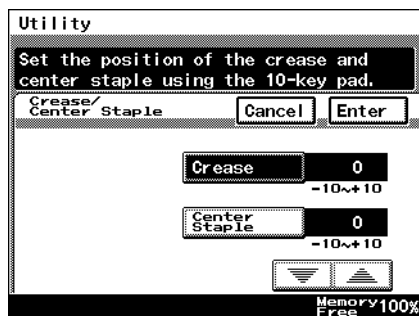 Utility
Set the position of the crease and
center staple using the 10-key pad.
Crease/
Center Staple
Cancel
Enter
Crease
0
-10~+10
Center
Staple
0
-10~+10
Memory
Free
100%